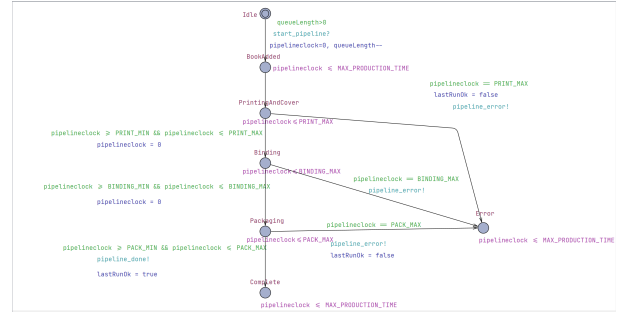 Idle
queueLength>0
start_pipeline?
pipelineclock=0, queueLength--
BookAdded
pipelineclock ⩽ MAX_PRODUCTION_TIME
pipelineclock == PRINT_MAX
lastRunOk = false
pipeline_error!
PrintingAndCover
pipelineclock⩽PRINT_MAX
pipelineclock ⩾ PRINT_MIN && pipelineclock ⩽ PRINT_MAX
pipelineclock = 0
Binding
pipelineclock⩽BINDING_MAX
pipelineclock == BINDING_MAX
pipeline_error!
pipelineclock ⩾ BINDING_MIN && pipelineclock ⩽ BINDING_MAX
pipelineclock = 0
Packaging
pipelineclock == PACK_MAX
Error
pipelineclock⩽PACK_MAX
pipeline_error!
pipelineclock ⩽ MAX_PRODUCTION_TIME
lastRunOk = false
pipelineclock ⩾ PACK_MIN && pipelineclock ⩽ PACK_MAX
pipeline_done!
lastRunOk = true
Complete
pipelineclock ⩽ MAX_PRODUCTION_TIME